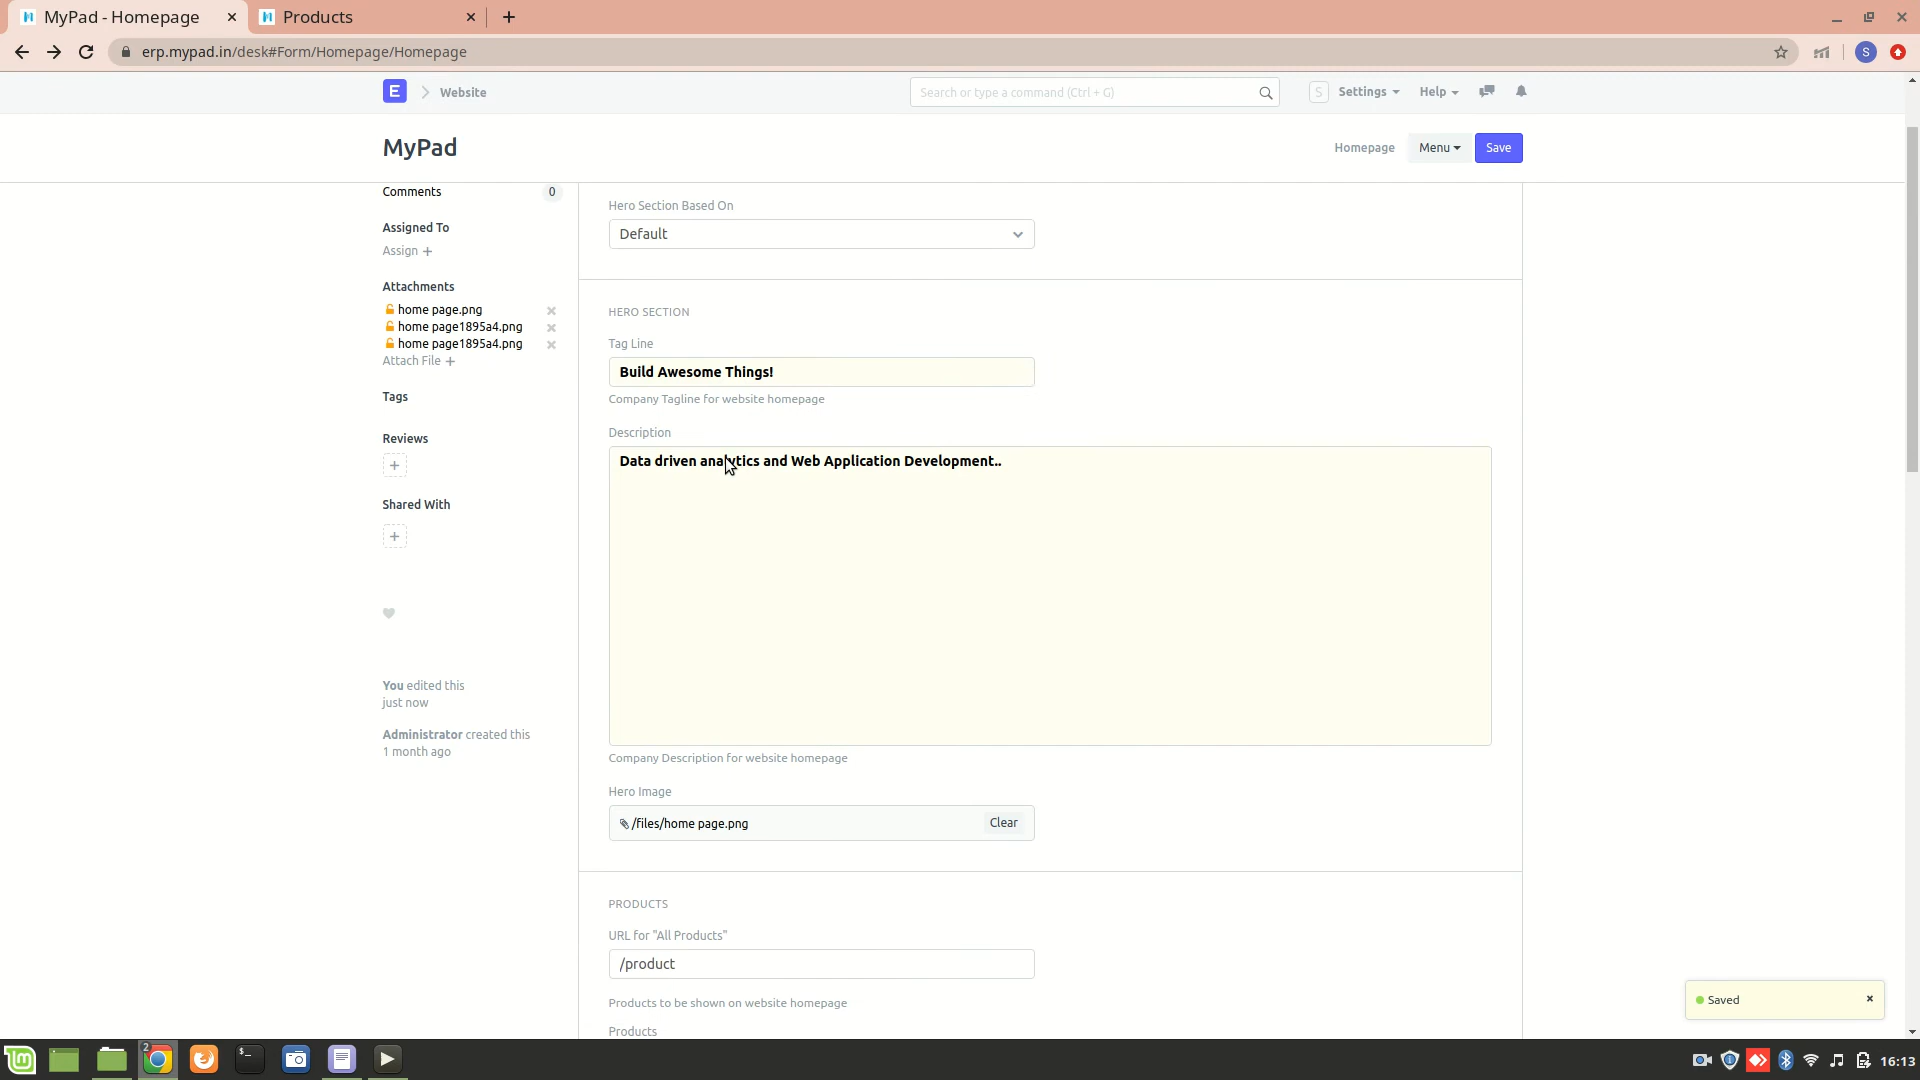 MyPad - Homepage
Products
erp.mypad.in/desk#Form/Homepage/Homepage
S
E
Website
Search or type a command (Ctrl + G)
S
Settings
Help
MyPad
Homepage
Menu
Save
Comments
0
Assigned To
Assign +
Attachments
home page.png
home page1895a4.png
home page1895a4.png
Attach File +
Tags
Reviews
+
Shared With
+
You edited this
just now
Administrator created this
1 month ago
Hero Section Based On
Default
HERO SECTION
Tag Line
Build Awesome Things!
Company Tagline for website homepage
Description
Data driven analytics and Web Application Development..
Company Description for website homepage
Hero Image
/files/home page.png
Clear
PRODUCTS
URL for "All Products"
/product
Products to be shown on website homepage
Products
Saved
2
16:13